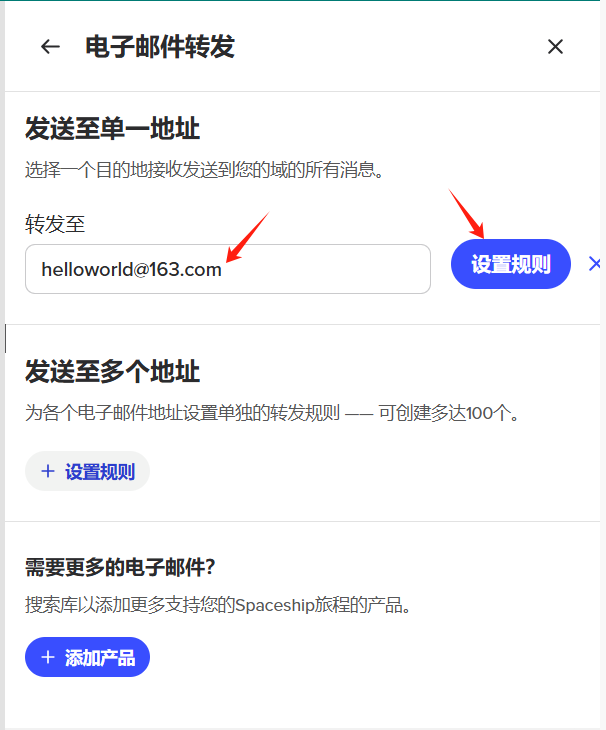 电子邮件转发
发送至单一地址
选择一个目的地接收发送到您的域的所有消息。
转发至
helloworld@163.com
设置规则
发送至多个地址
为各个电子邮件地址设置单独的转发规则 —— 可创建多达100个。
+ 设置规则
需要更多的电子邮件?
搜索库以添加更多支持您的Spaceship旅程的产品。
+ 添加产品